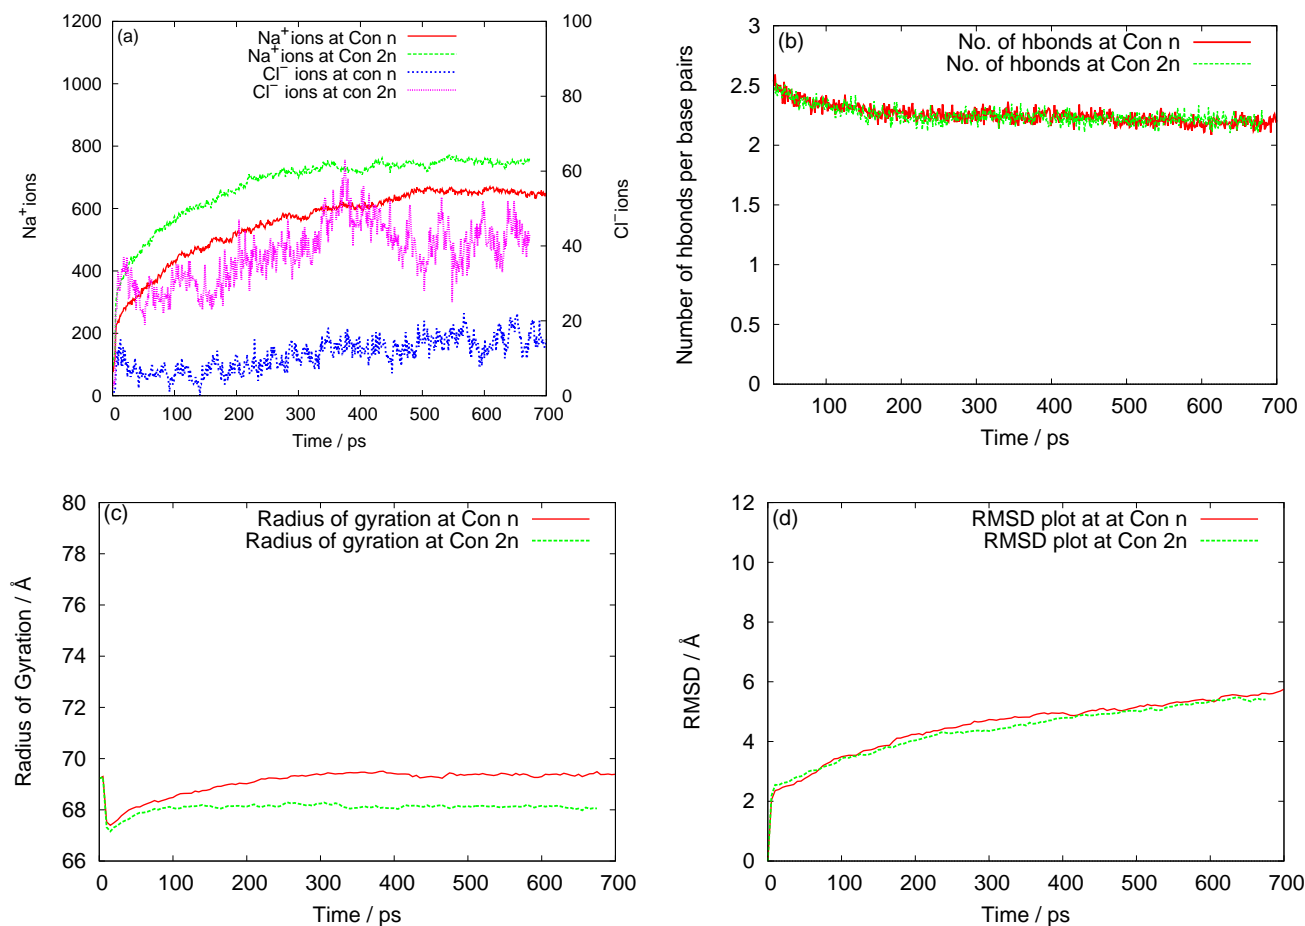 (a)
Na⁺ions at Con n
Na⁺ions at Con 2n
Cl⁻ ions at con n
Cl⁻ ions at con 2n
1200
1000
800
600
400
200
0
100
80
60
40
20
0
Na⁺ions
Cl⁻ions
0 100 200 300 400 500 600 700
Time / ps
(b)
No. of hbonds at Con n
No. of hbonds at Con 2n
3
2.5
2
1.5
1
0.5
0
Number of hbonds per base pairs
100 200 300 400 500 600 700
Time / ps
(c)
Radius of gyration at Con n
Radius of gyration at Con 2n
80
78
76
74
72
70
68
66
Radius of Gyration / Å
0 100 200 300 400 500 600 700
Time / ps
(d)
RMSD plot at at Con n
RMSD plot at Con 2n
12
10
8
6
4
2
0
RMSD / Å
0 100 200 300 400 500 600 700
Time / ps